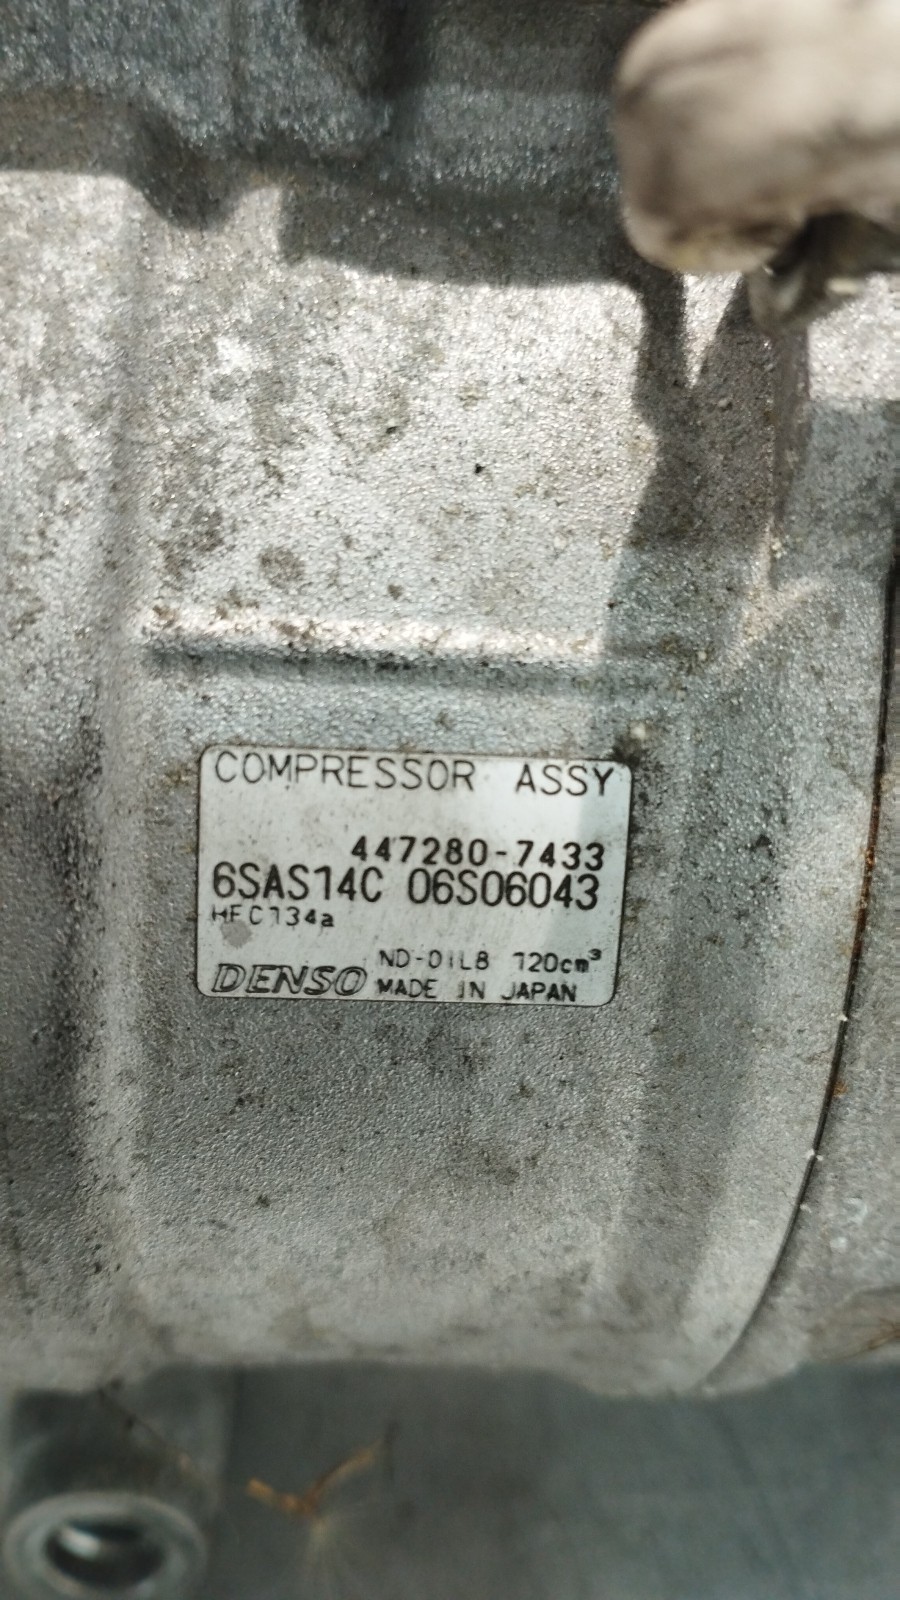 COMPRESSOR ASSY
447280-7433
6SAS14C 06S06043
HFC134a
ND-OIL8 120cm³
DENSO MADE IN JAPAN